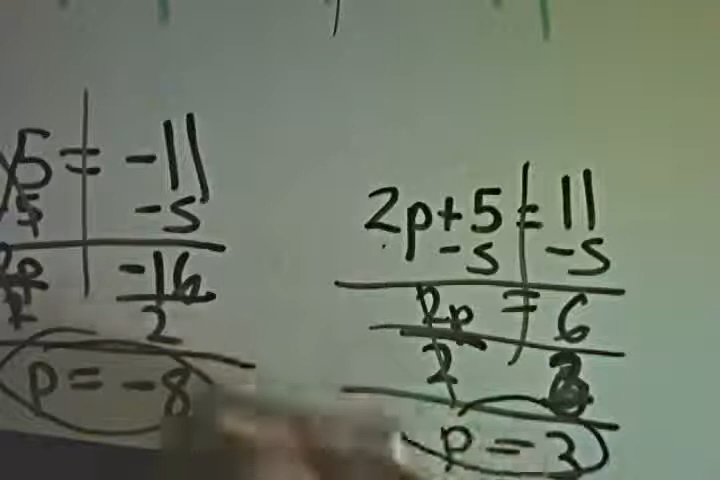 5 = -11
5 -5
2p -16
2 2
p = -8
2p+5 = 11
-5 -5
2p = 6
2 2
p = 3